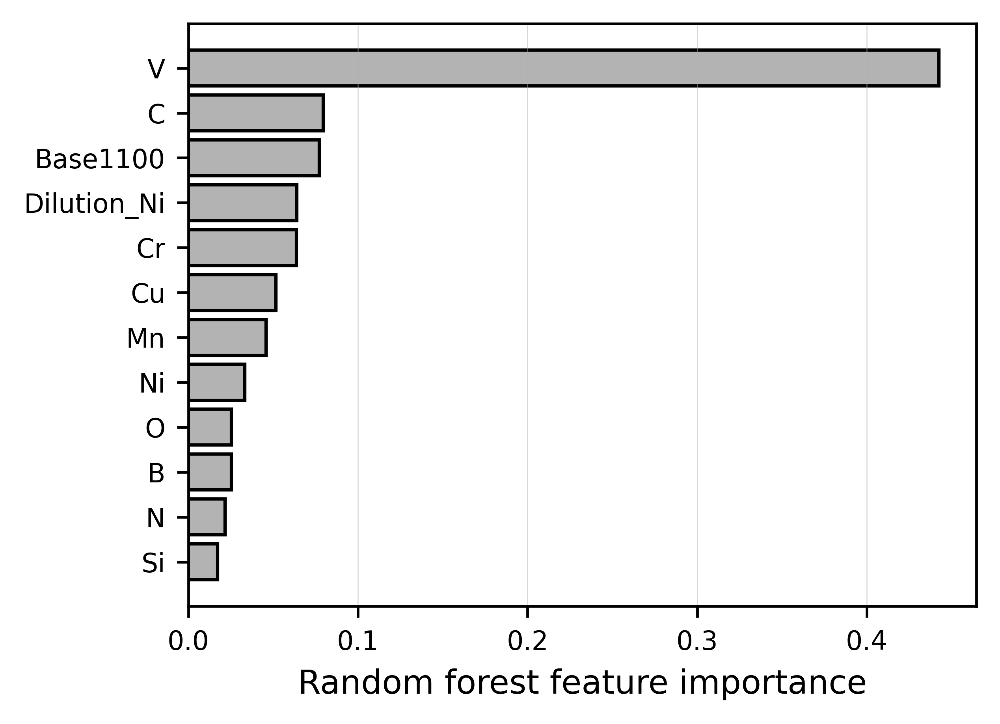 V
C
Base1100
Dilution_Ni
Cr
Cu
Mn
Ni
O
B
N
Si
0.0 0.1 0.2 0.3 0.4
Random forest feature importance